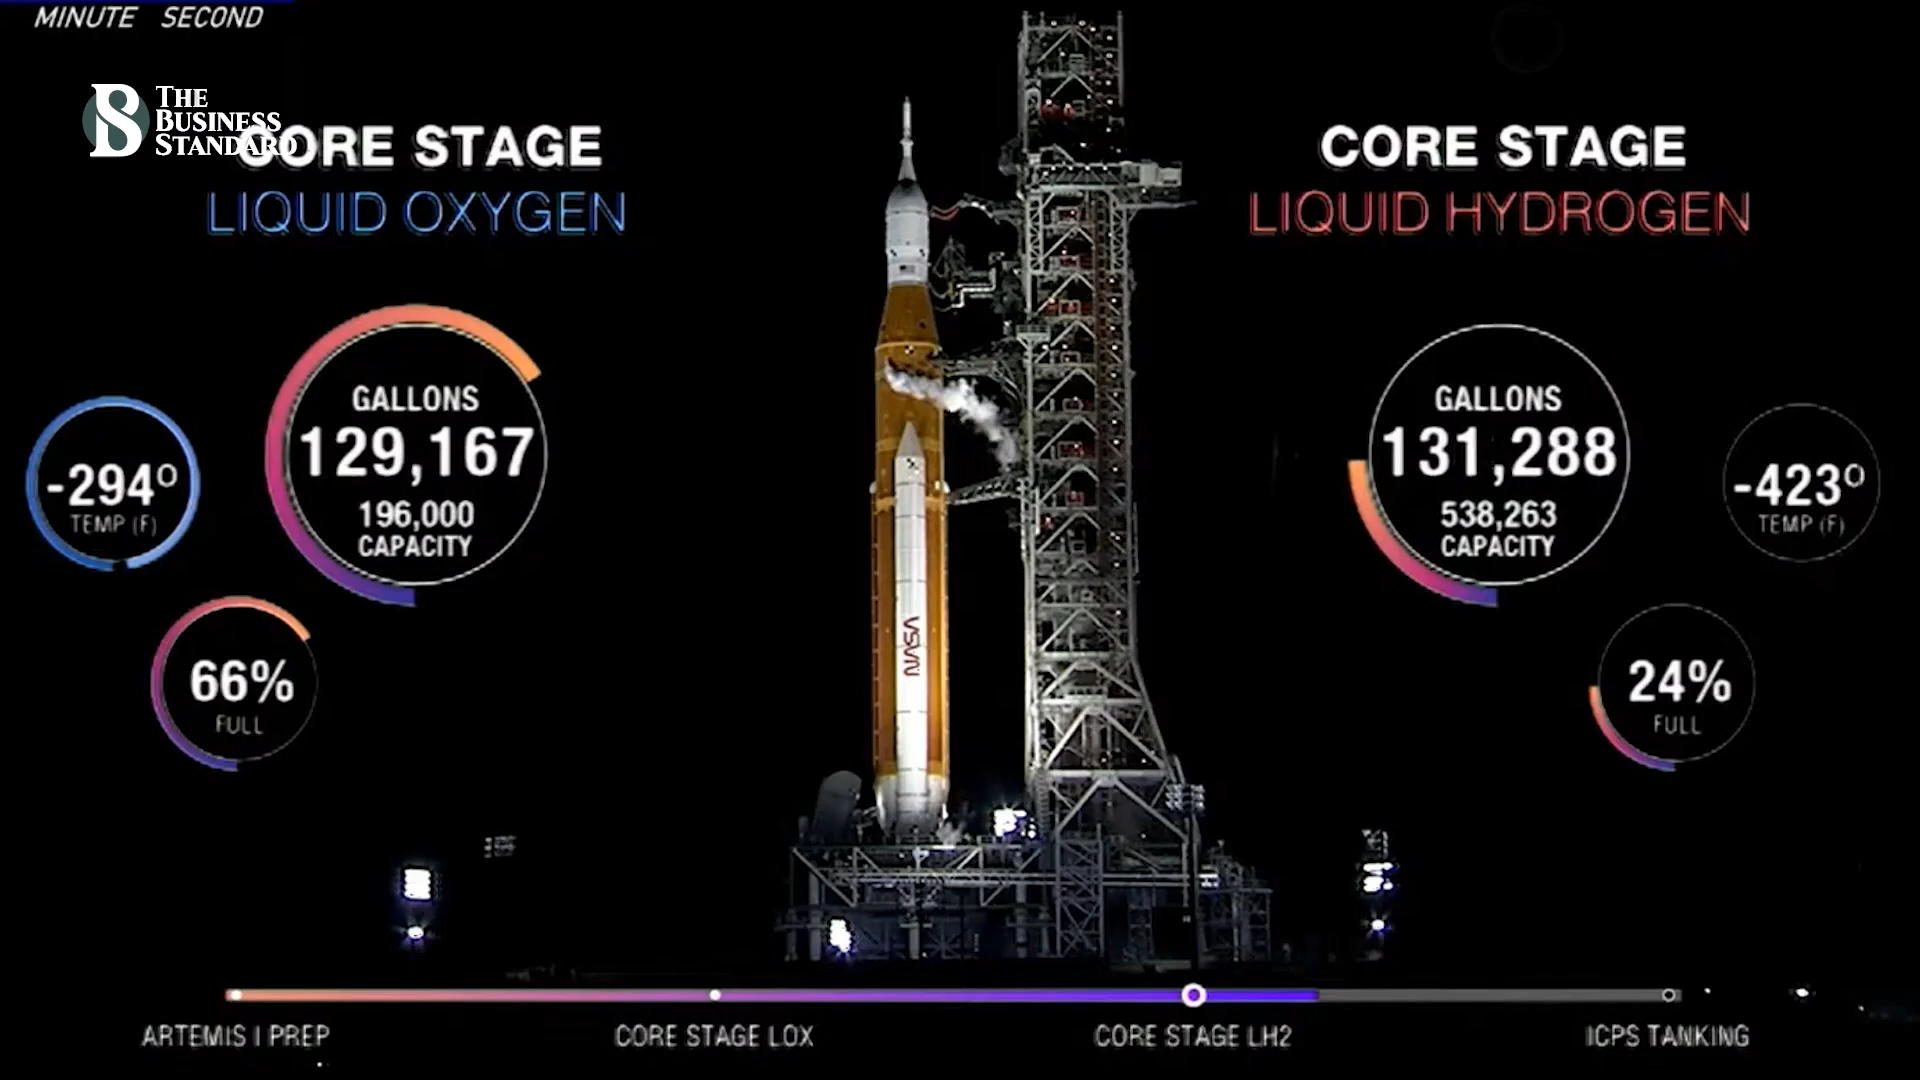 MINUTE SECOND
THE
BUSINESS
STANDARD
CORE STAGE
LIQUID OXYGEN
CORE STAGE
LIQUID HYDROGEN
GALLONS
129,167
196,000
CAPACITY
-294º
TEMP (F)
66%
FULL
NASA
GALLONS
131,288
538,263
CAPACITY
-423º
TEMP (F)
24%
FULL
ARTEMIS I PREP
CORE STAGE LOX
CORE STAGE LH2
ICPS TANKING